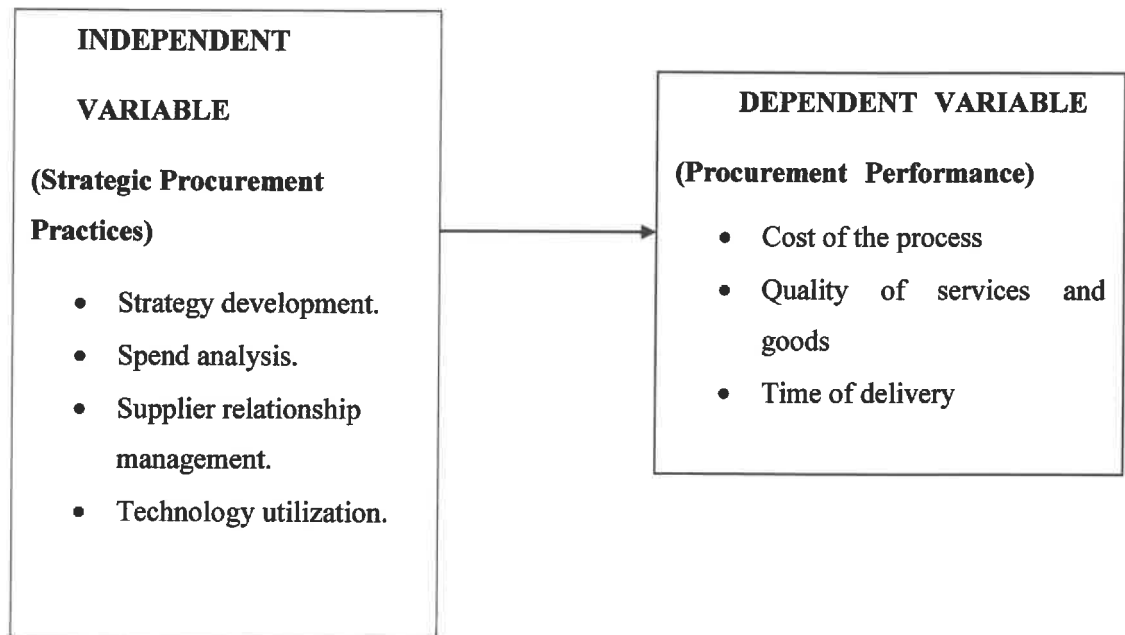 INDEPENDENT
VARIABLE
(Strategic Procurement
Practices)
• Strategy development.
• Spend analysis.
• Supplier relationship
management.
• Technology utilization.
DEPENDENT VARIABLE
(Procurement Performance)
• Cost of the process
• Quality of services and
goods
• Time of delivery